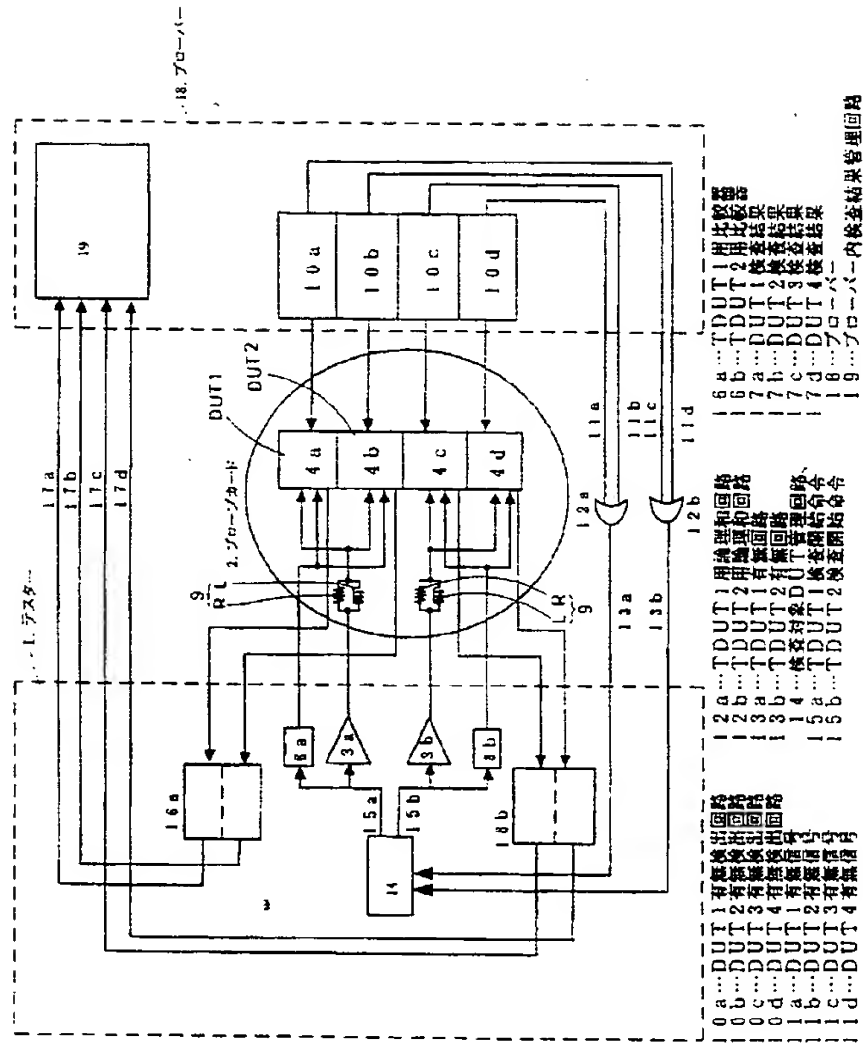 1. テスター
18. プローバー
17a
17b
17c
17d
19
DUT1
DUT2
2. プローブカード
10a
10b
10c
10d
4a
4b
4c
4d
9
R L
L R
9
16a
6a
3a
15a
14
15b
3b
8b
18b
11a
11b
11c
11d
12a
12b
13a
13b
10a…DUT1有無検出回路
10b…DUT2有無検出回路
10c…DUT3有無検出回路
10d…DUT4有無検出回路
11a…DUT1有無信号
11b…DUT2有無信号
11c…DUT3有無信号
11d…DUT4有無信号
12a…TDUT1用論理和回路
12b…TDUT2用論理和回路
13a…TDUT1有無回路
13b…TDUT2有無回路
14…検査対象DUT管理回路、
15a…TDUT1検査開始命令
15b…TDUT2検査開始命令
16a…TDUT1用比較器
16b…TDUT2用比較器
17a…DUT1検査結果
17b…DUT2検査結果
17c…DUT3検査結果
17d…DUT4検査結果
18…プローバー
19…プローバー内検査結果管理回路